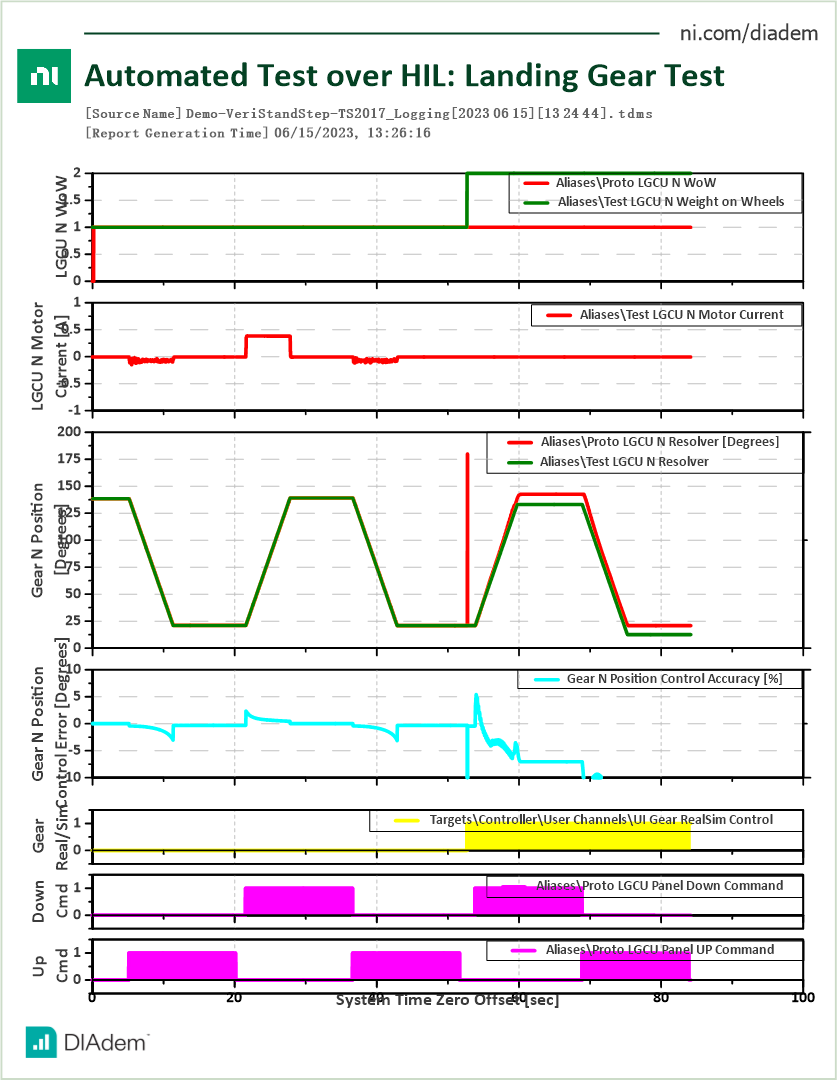 ni.com/diadem
ni
Automated Test over HIL: Landing Gear Test
[Source Name] Demo-VeriStandStep-TS2017_Logging[2023 06 15][13 24 44]. tdms
[Report Generation Time] 06/15/2023, 13:26:16
LGCU N WoW
2
1.5
1
0.5
0
Aliases\Proto LGCU N WoW
Aliases\Test LGCU N Weight on Wheels
LGCU N Motor
Current [A]
1
0.5
0
-0.5
-1
Aliases\Test LGCU N Motor Current
Gear N Position
[Degrees]
200
175
150
125
100
75
50
25
0
Aliases\Proto LGCU N Resolver [Degrees]
Aliases\Test LGCU N Resolver
Gear N Position
Control Error [Degrees]
10
5
0
-5
-10
Gear N Position Control Accuracy [%]
Gear
Real/Sim
1
0
Targets\Controller\User Channels\UI Gear RealSim Control
Down
Cmd
1
0
Aliases\Proto LGCU Panel Down Command
Up
Cmd
1
0
Aliases\Proto LGCU Panel UP Command
0 20 40 60 80 100
System Time Zero Offset [sec]
DIAdem™